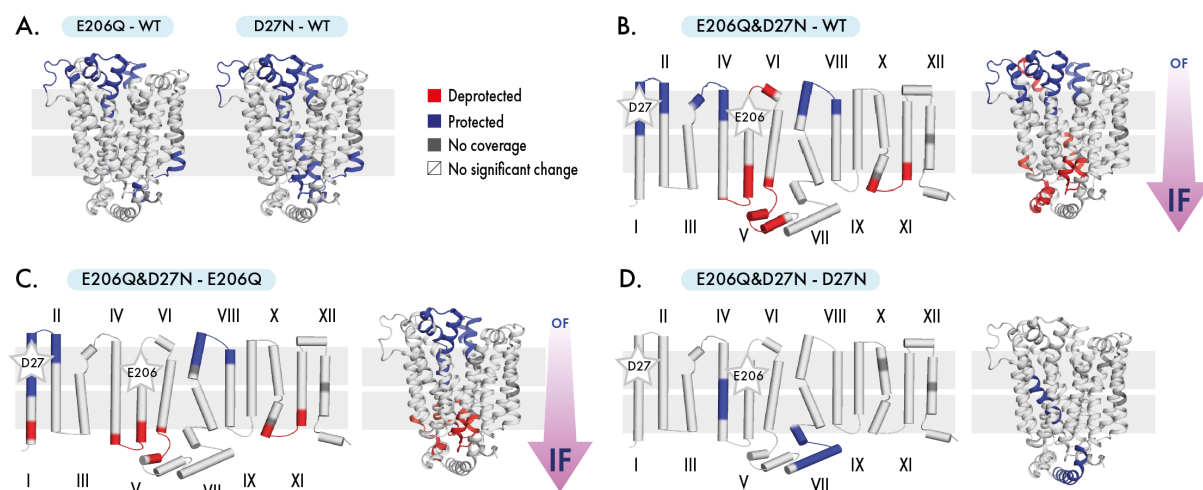 A.
E206Q - WT
D27N - WT
Deprotected
Protected
No coverage
No significant change
B.
E206Q&D27N - WT
II
IV
VI
VIII
X
XII
D27
E206
I
III
V
VII
IX
XI
OF
IF
C.
E206Q&D27N - E206Q
II
IV
VI
VIII
X
XII
D27
E206
I
III
V
VII
IX
XI
OF
IF
D.
E206Q&D27N - D27N
II
IV
VI
VIII
X
XII
D27
E206
I
III
V
VII
IX
XI